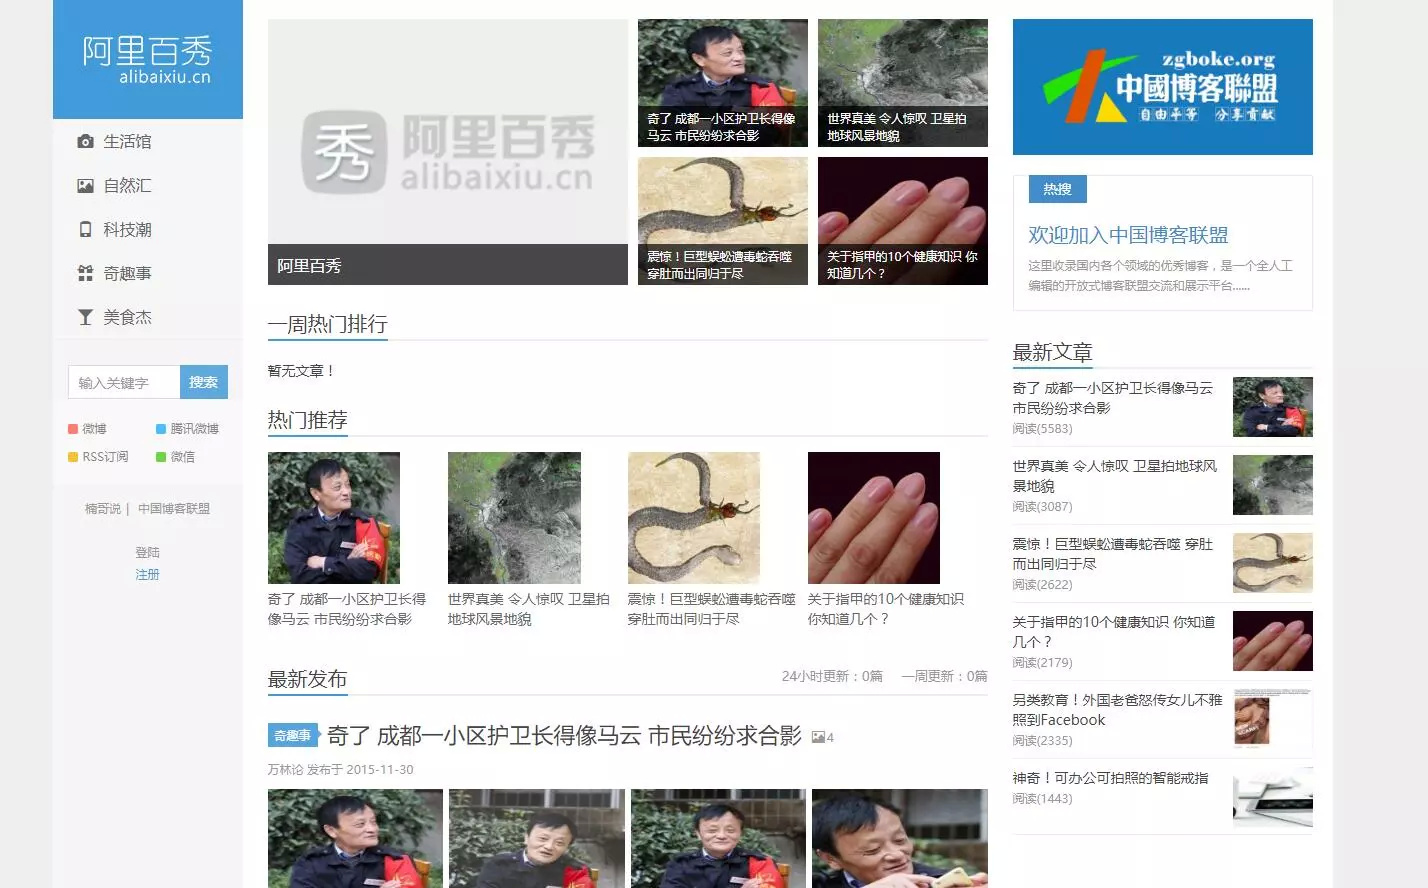 阿里百秀
alibaixiu.cn
生活馆
自然汇
科技潮
奇趣事
美食杰
输入关键字
搜索
微博
腾讯微博
RSS订阅
微信
楠哥说 | 中国博客联盟
登陆
注册
秀 阿里百秀
alibaixiu.cn
阿里百秀
奇了 成都一小区护卫长得像
马云 市民纷纷求合影
世界真美 令人惊叹 卫星拍
地球风景地貌
震惊！巨型蜈蚣遭毒蛇吞噬
穿肚而出同归于尽
关于指甲的10个健康知识 你
知道几个？
一周热门排行
暂无文章！
热门推荐
奇了 成都一小区护卫长得
像马云 市民纷纷求合影
世界真美 令人惊叹 卫星拍
地球风景地貌
震惊！巨型蜈蚣遭毒蛇吞噬
穿肚而出同归于尽
关于指甲的10个健康知识
你知道几个？
最新发布
24小时更新：0篇 一周更新：0篇
奇趣事 奇了 成都一小区护卫长得像马云 市民纷纷求合影 4
万林论 发布于 2015-11-30
zgboke.org
中國博客聯盟
自由平等 分享貢獻
热搜
欢迎加入中国博客联盟
这里收录国内各个领域的优秀博客，是一个全人工
编辑的开放式博客联盟交流和展示平台......
最新文章
奇了 成都一小区护卫长得像马云
市民纷纷求合影
阅读(5583)
世界真美 令人惊叹 卫星拍地球风
景地貌
阅读(3087)
震惊！巨型蜈蚣遭毒蛇吞噬 穿肚
而出同归于尽
阅读(2622)
关于指甲的10个健康知识 你知道
几个？
阅读(2179)
另类教育！外国老爸怒传女儿不雅
照到Facebook
阅读(2335)
神奇！可办公可拍照的智能戒指
阅读(1443)